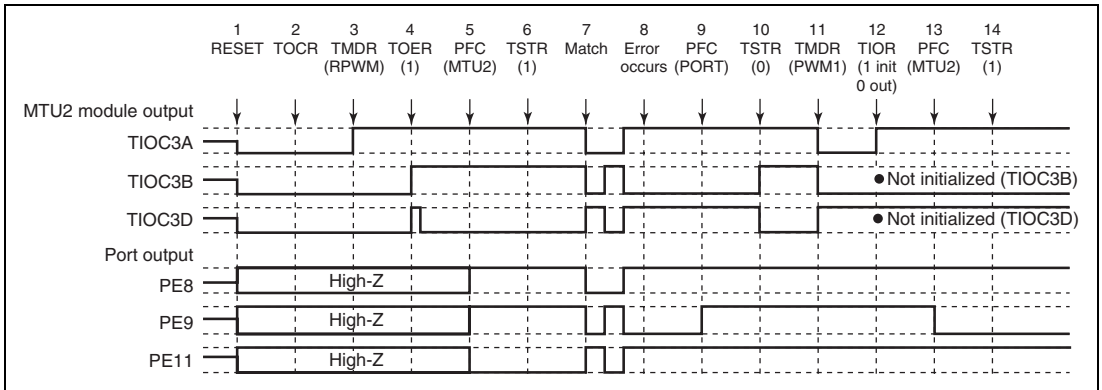 1 2 3 4 5 6 7 8 9 10 11 12 13 14
RESET TOCR TMDR TOER PFC TSTR Match Error PFC TSTR TMDR TIOR PFC TSTR
(RPWM) (1) (MTU2) (1) occurs (PORT) (0) (PWM1) (1 init (MTU2) (1)
0 out)
MTU2 module output
TIOC3A
TIOC3B
Not initialized (TIOC3B)
TIOC3D
Not initialized (TIOC3D)
Port output
PE8
High-Z
PE9
High-Z
PE11
High-Z